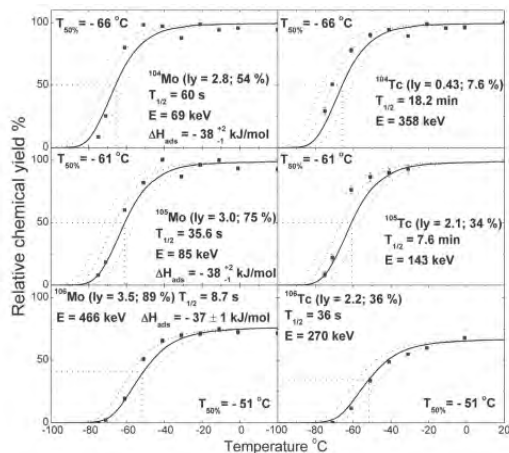 Relative chemical yield %
100
50
0
T50% = - 66 °C
104Mo (Iy = 2.8; 54 %)
T1/2 = 60 s
E = 69 keV
ΔHads = - 38 +2 -1 kJ/mol
T50% = - 66 °C
104Tc (Iy = 0.43; 7.6 %)
T1/2 = 18.2 min
E = 358 keV
100
50
0
T50% = - 61 °C
105Mo (Iy = 3.0; 75 %)
T1/2 = 35.6 s
E = 85 keV
ΔHads = - 38 +2 -1 kJ/mol
T50% = - 61 °C
105Tc (Iy = 2.1; 34 %)
T1/2 = 7.6 min
E = 143 keV
100
50
0
106Mo (Iy = 3.5; 89 %) T1/2 = 8.7 s
E = 466 keV ΔHads = - 37 ± 1 kJ/mol
T50% = - 51 °C
106Tc (Iy = 2.2; 36 %)
T1/2 = 36 s
E = 270 keV
T50% = - 51 °C
-100 -80 -60 -40 -20 0 -100 -80 -60 -40 -20 0 20
Temperature °C